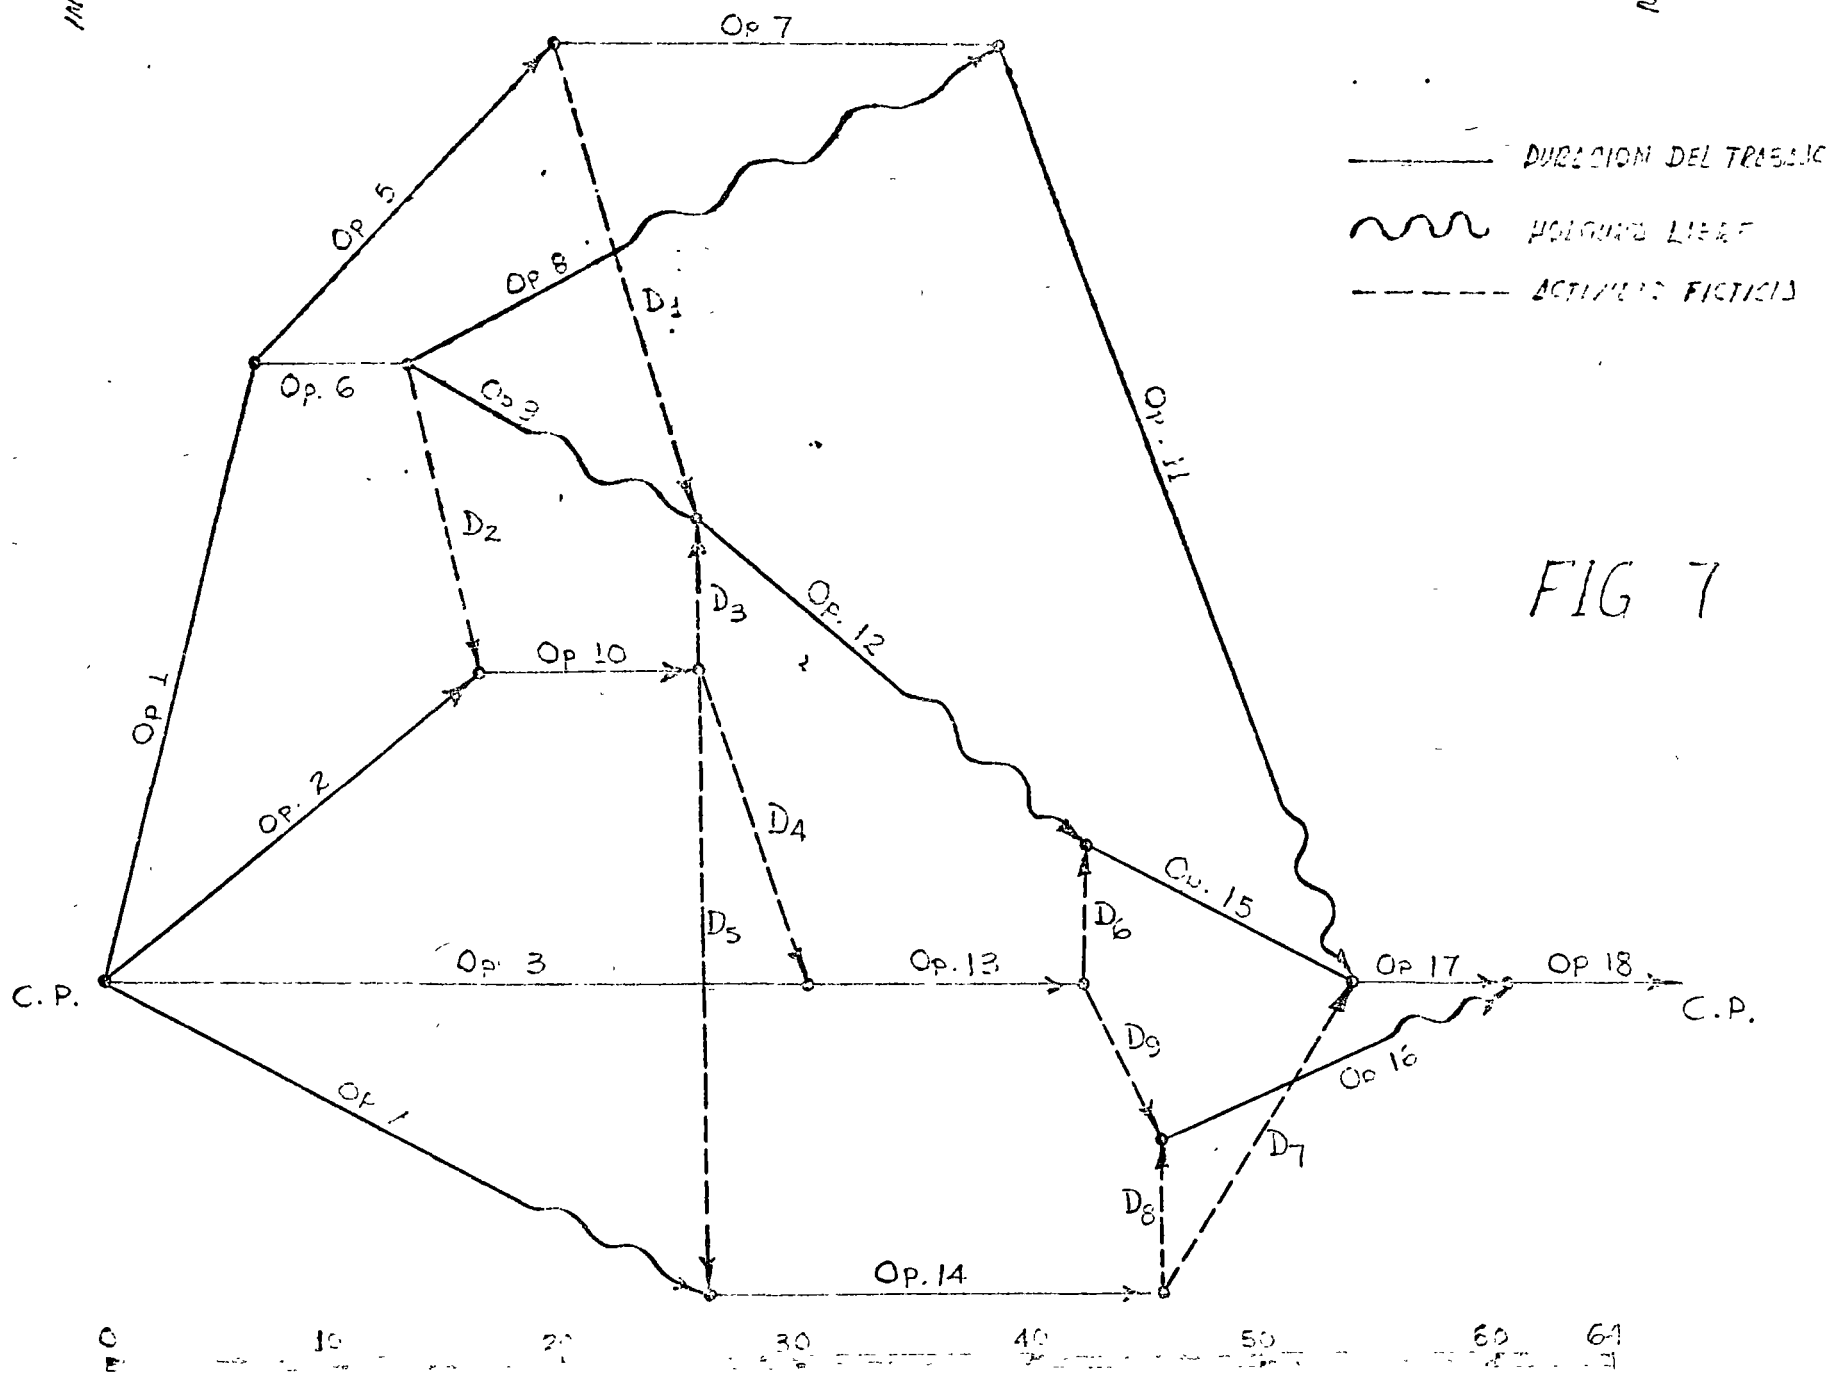 Op 7
DURACION DEL TRABAJO
Op 5
HOLGURA LIBRE
Op 8
ACTIVIDAD FICTICIA
D1
Op. 6
Op 9
Op. 11
D2
FIG 7
D3
Op. 12
Op 10
Op 1
Op. 2
D4
Op. 15
D5
D6
Op. 3
Op. 13
Op 17
Op 18
C.P.
C.P.
D9
Op 16
Op 1
D7
D8
Op. 14
0 10 20 30 40 50 60 64